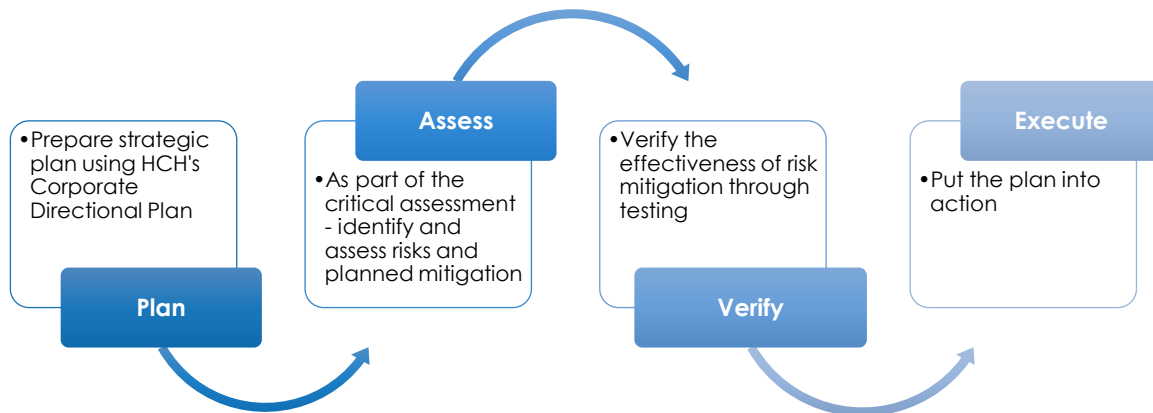 •Prepare strategic
plan using HCH's
Corporate
Directional Plan
Plan
Assess
•As part of the
critical assessment
- identify and
assess risks and
planned mitigation
•Verify the
effectiveness of risk
mitigation through
testing
Verify
Execute
•Put the plan into
action